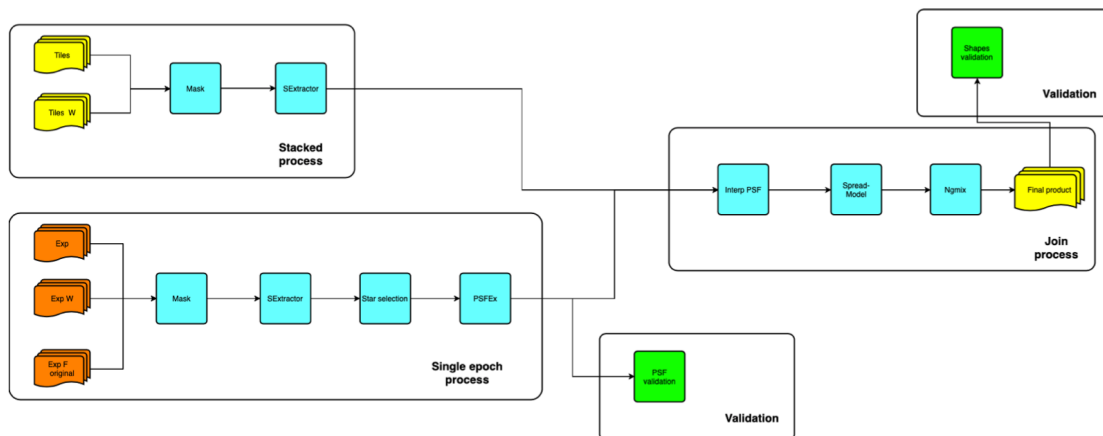 Tiles
Tiles W
Mask
SExtractor
Stacked
process
Exp
Exp W
Exp F
original
Mask
SExtractor
Star selection
PSFEx
Single epoch
process
PSF
validation
Validation
Interp PSF
Spread-
Model
Ngmix
Final product
Join
process
Shapes
validation
Validation